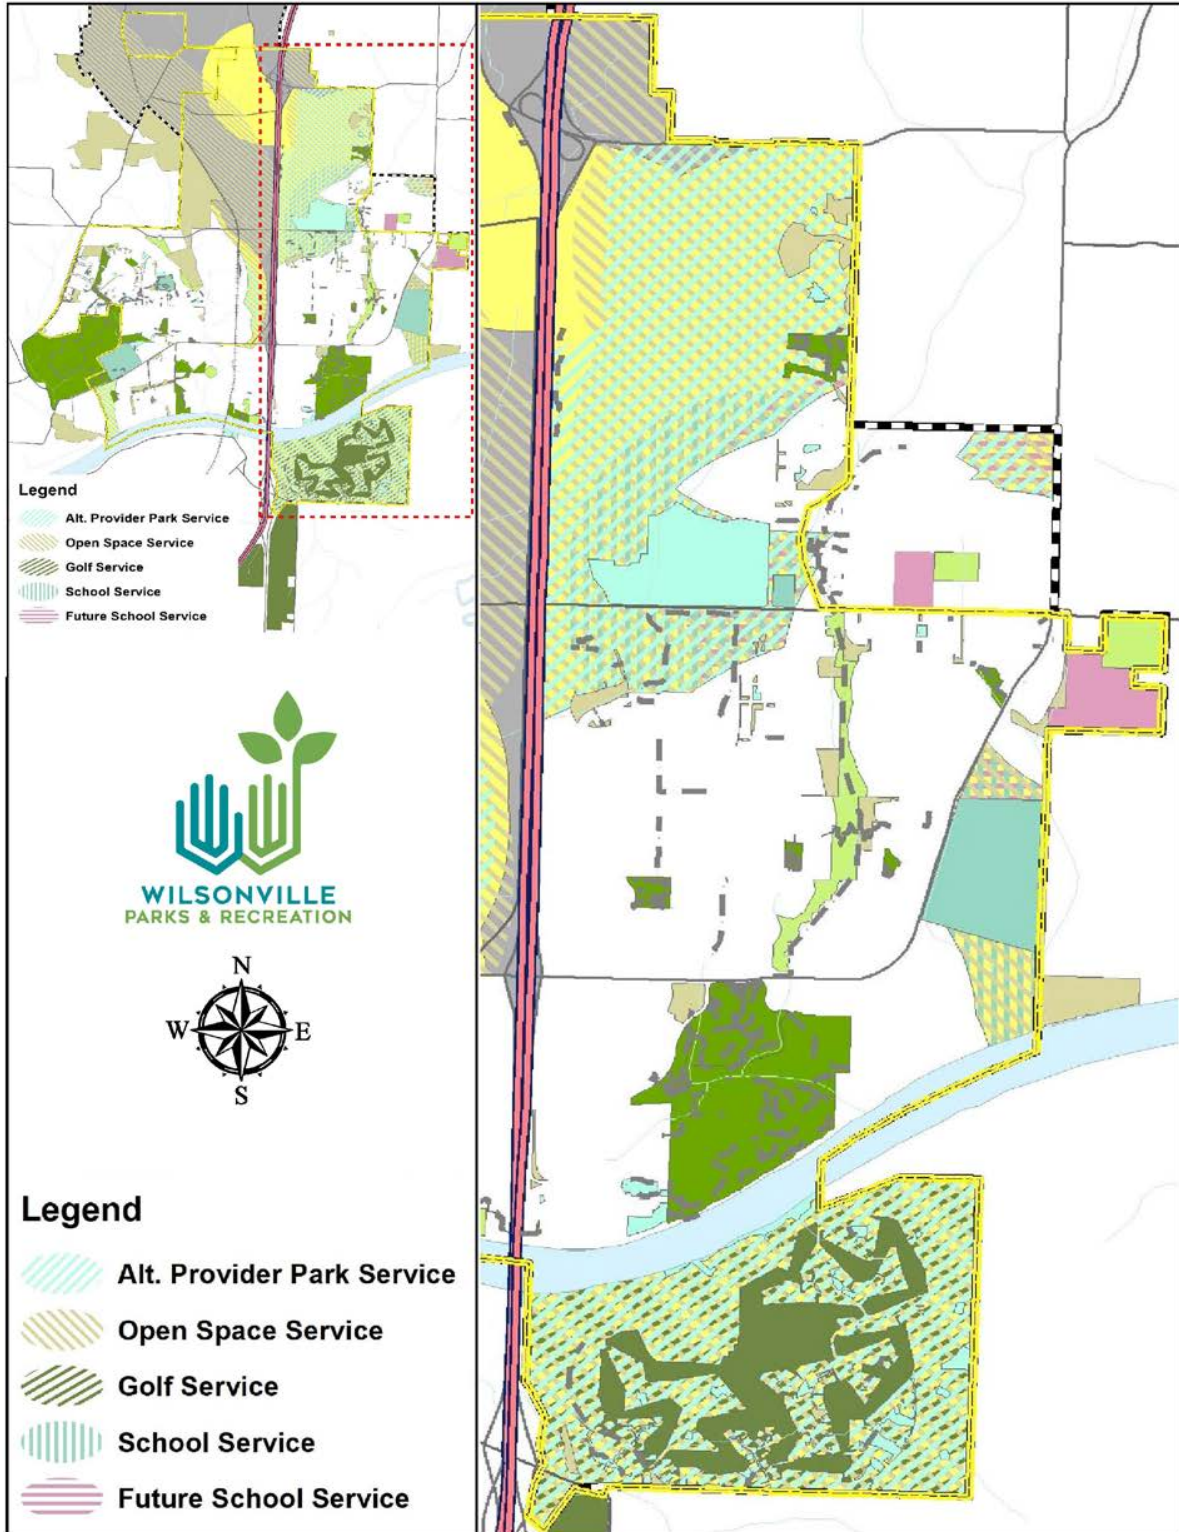 Legend
Alt. Provider Park Service
Open Space Service
Golf Service
School Service
Future School Service
WILSONVILLE
PARKS & RECREATION
N
W E
S
Legend
Alt. Provider Park Service
Open Space Service
Golf Service
School Service
Future School Service